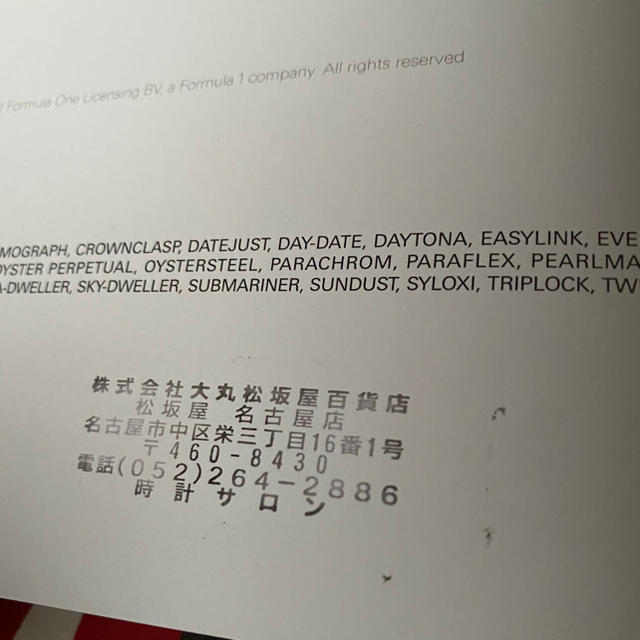 Formula One Licensing BV, a Formula 1 company. All rights reserved
MOGRAPH, CROWNCLASP, DATEJUST, DAY-DATE, DAYTONA, EASYLINK, EVE
OYSTER PERPETUAL, OYSTERSTEEL, PARACHROM, PARAFLEX, PEARLMA
A-DWELLER, SKY-DWELLER, SUBMARINER, SUNDUST, SYLOXI, TRIPLOCK, TW
株式会社大丸松坂屋百貨店
松坂屋 名古屋店
名古屋市中区栄三丁目16番1号
〒460-8430
電話(052)264-2886
時計サロン